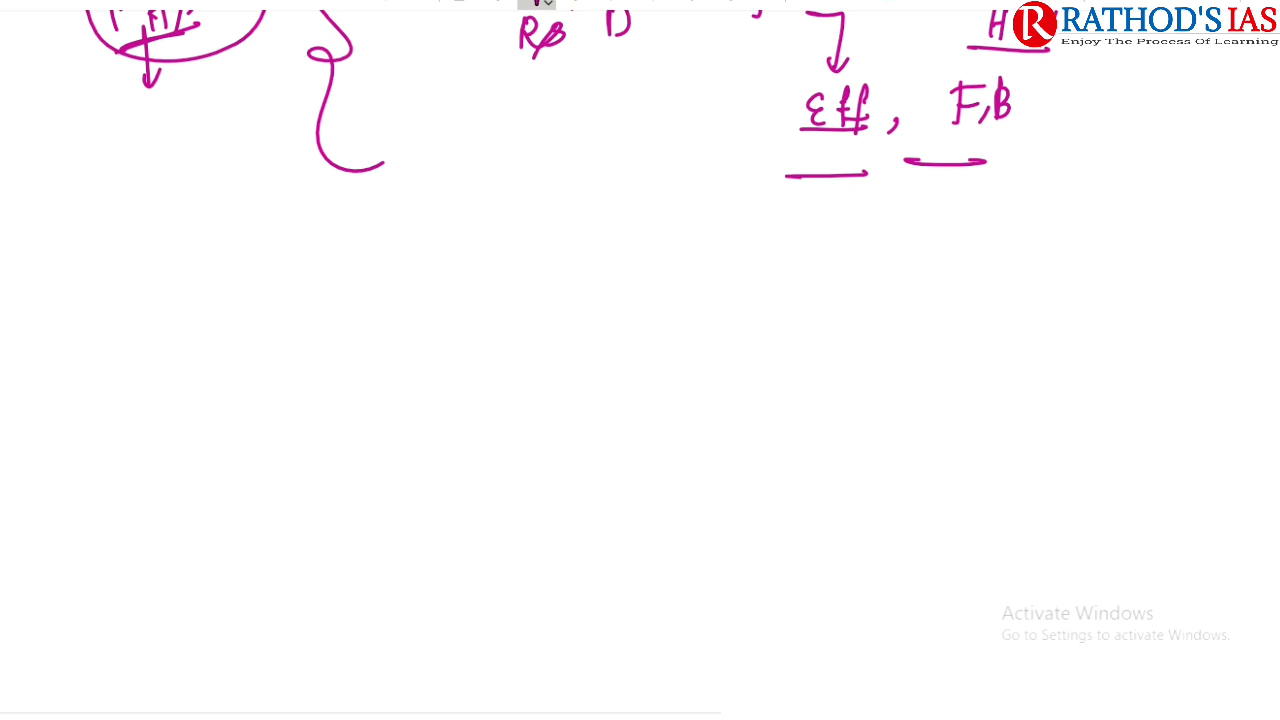 RATHOD'S IAS
Enjoy The Process Of Learning
H
RB D
Eff, F,B
Activate Windows
Go to Settings to activate Windows.